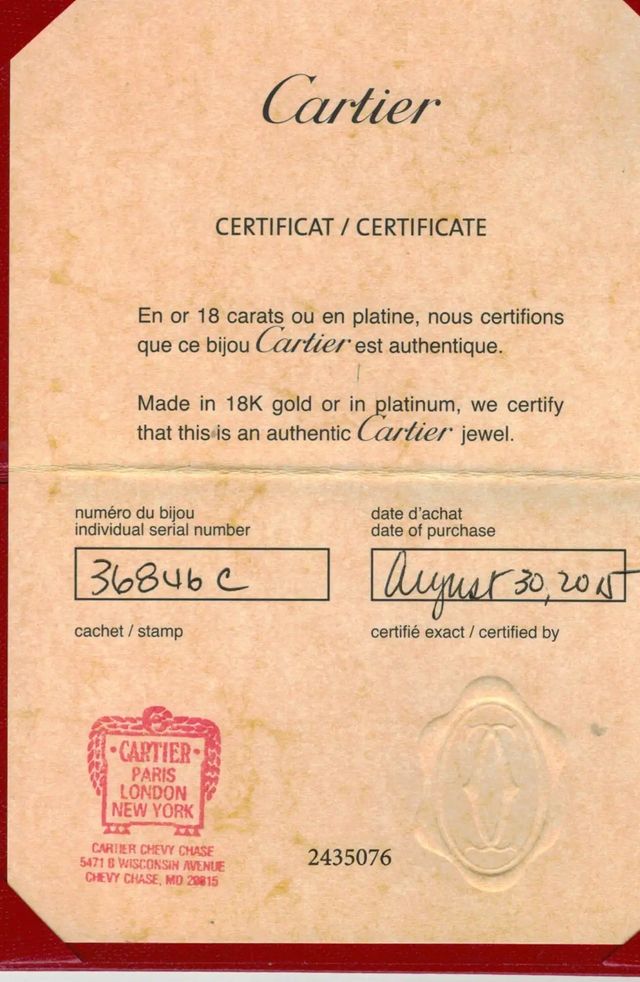 Cartier
CERTIFICAT / CERTIFICATE
En or 18 carats ou en platine, nous certifions
que ce bijou Cartier est authentique.
Made in 18K gold or in platinum, we certify
that this is an authentic Cartier jewel.
numéro du bijou
individual serial number
36846C
date d'achat
date of purchase
August 30, 2015
cachet / stamp
certifié exact / certified by
·CARTIER·
PARIS
LONDON
NEW YORK
CARTIER CHEVY CHASE
5471 B WISCONSIN AVENUE
CHEVY CHASE, MD 20815
2435076